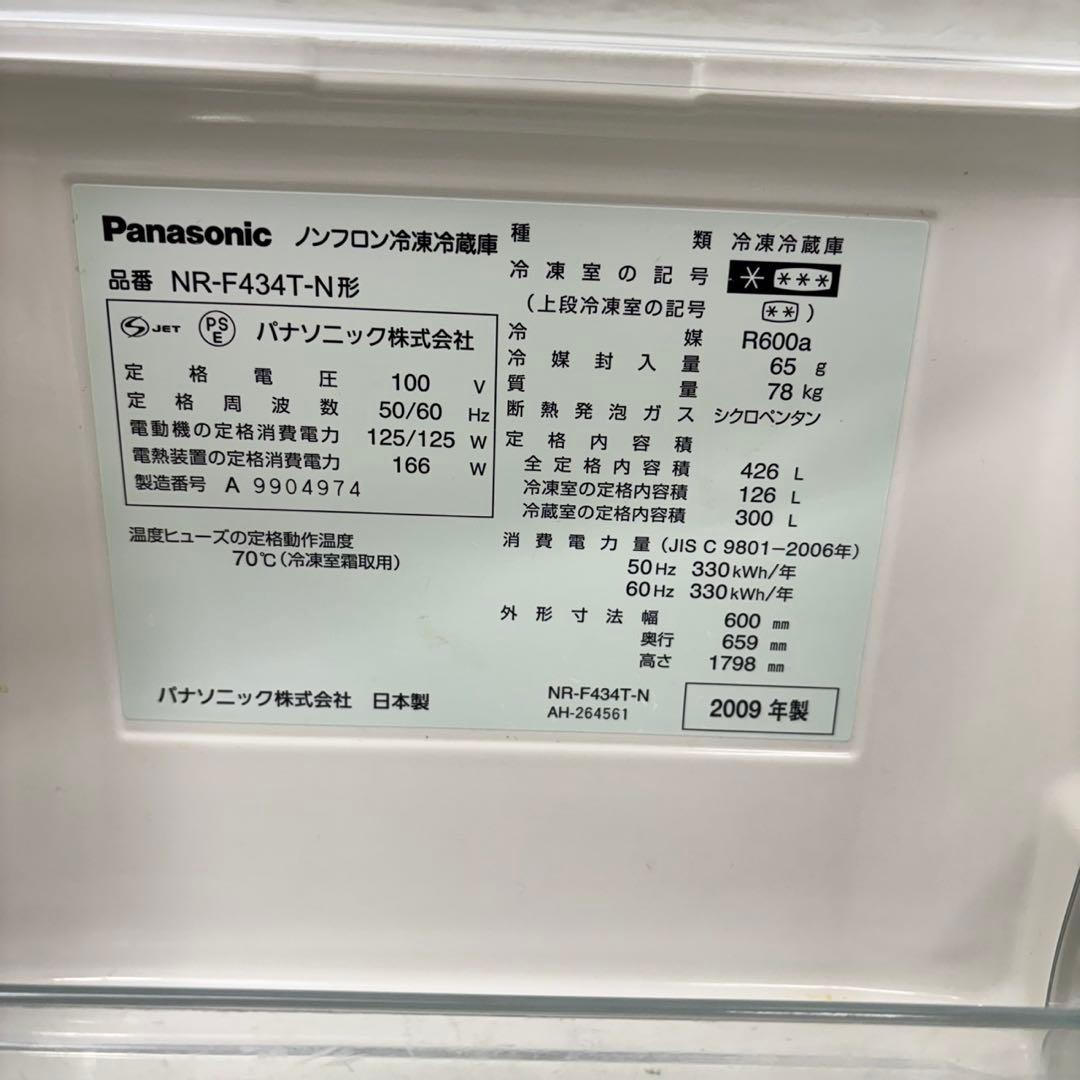 Panasonic ノンフロン冷凍冷蔵庫
品番 NR-F434T-N形
JET PSE パナソニック株式会社
定格電圧 100 V
定格周波数 50/60 Hz
電動機の定格消費電力 125/125 W
電熱装置の定格消費電力 166 W
製造番号 A 9904974
温度ヒューズの定格動作温度
70℃(冷凍室霜取用)
パナソニック株式会社 日本製
種類 冷凍冷蔵庫
冷凍室の記号 * ***
(上段冷凍室の記号 ** )
冷媒 R600a
冷媒封入量 65 g
質量 78 kg
断熱発泡ガス シクロペンタン
定格内容積
全定格内容積 426 L
冷凍室の定格内容積 126 L
冷蔵室の定格内容積 300 L
消費電力量(JIS C 9801-2006年)
50Hz 330kWh/年
60Hz 330kWh/年
外形寸法 幅 600 mm
奥行 659 mm
高さ 1798 mm
NR-F434T-N
AH-264561
2009年製